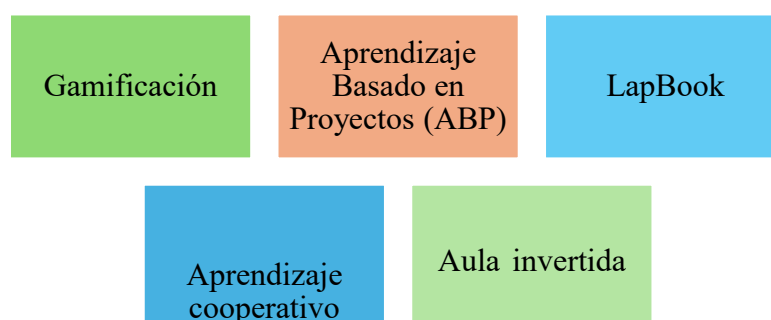 Gamificación
Aprendizaje
Basado en
Proyectos (ABP)
LapBook
Aprendizaje
cooperativo
Aula invertida